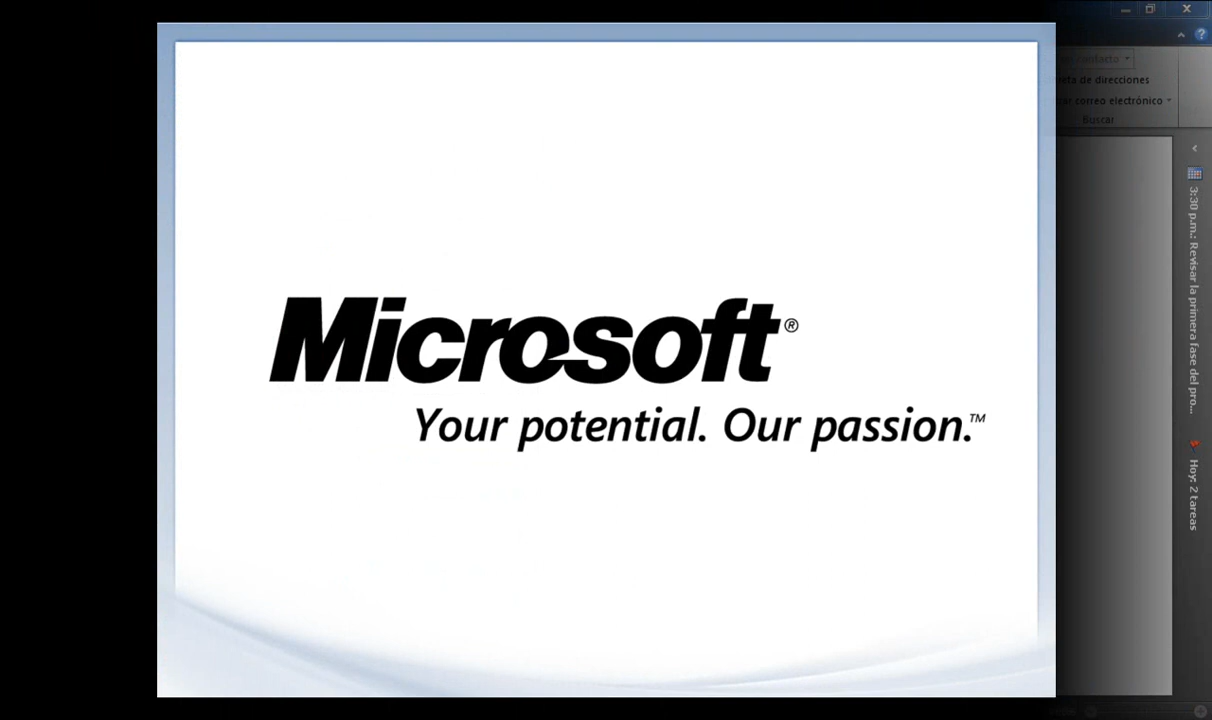 Microsoft®
Your potential. Our passion.™
contacto
de direcciones
correo electrónico
Buscar
3:30 p.m.: Revisar la primera fase del pro...
Hoy: 2 tareas